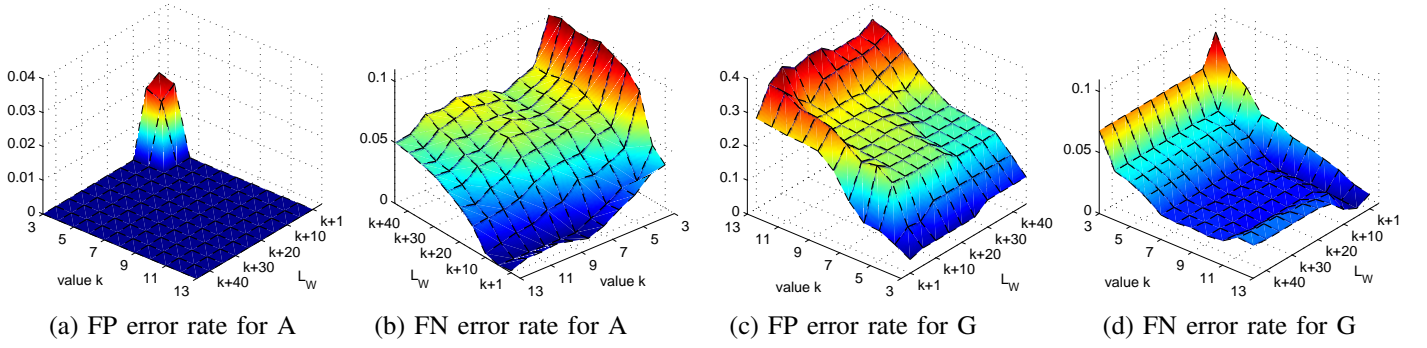 0.04
0.03
0.02
0.01
0
3
5
7
9
11
13
value k
k+40
k+30
k+20
k+10
k+1
L_W
(a) FP error rate for A
0.1
0.05
0
k+40
k+30
k+20
k+10
k+1
L_W
13
11
9
7
5
3
value k
(b) FN error rate for A
0.4
0.3
0.2
0.1
0
13
11
9
7
5
3
value k
k+1
k+10
k+20
k+30
k+40
L_W
(c) FP error rate for G
0.1
0.05
0
3
5
7
9
11
13
value k
k+40
k+30
k+20
k+10
k+1
L_W
(d) FN error rate for G